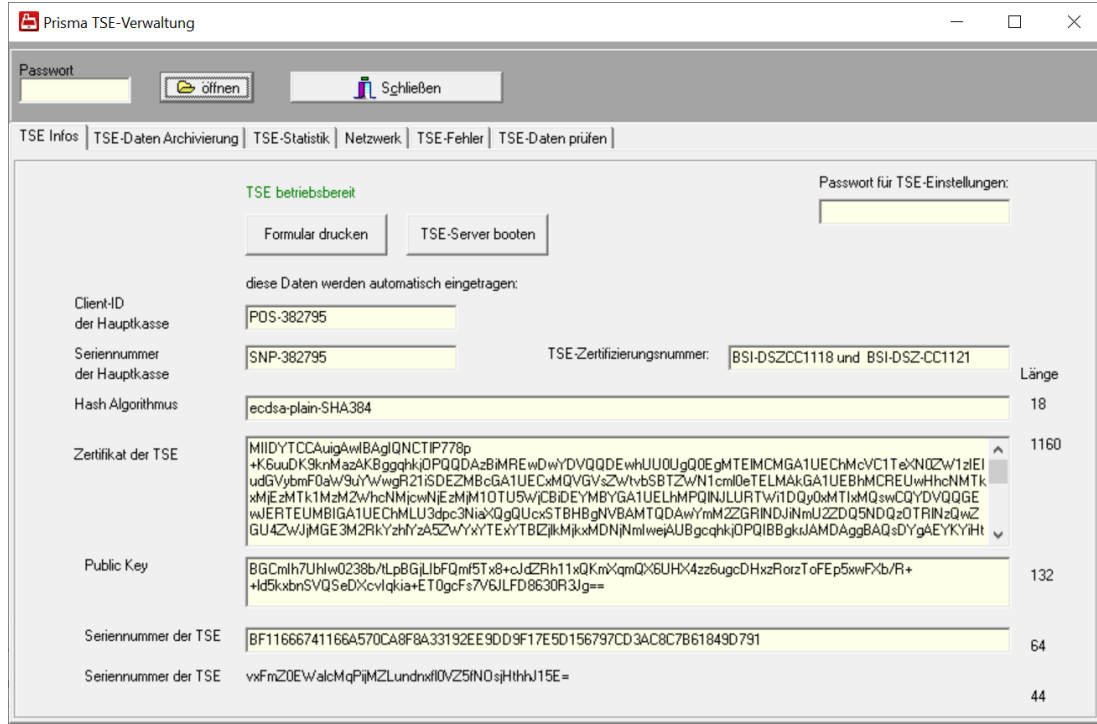 Prisma TSE-Verwaltung
Passwort
öffnen
Schließen
TSE Infos
TSE-Daten Archivierung
TSE-Statistik
Netzwerk
TSE-Fehler
TSE-Daten prüfen
TSE betriebsbereit
Passwort für TSE-Einstellungen:
Formular drucken
TSE-Server booten
diese Daten werden automatisch eingetragen:
Client-ID
der Hauptkasse
POS-382795
Seriennummer
der Hauptkasse
SNP-382795
TSE-Zertifizierungsnummer:
BSI-DSZCC1118 und BSI-DSZ-CC1121
Länge
Hash Algorithmus
ecdsa-plain-SHA384
18
Zertifikat der TSE
1160
Public Key
132
Seriennummer der TSE
BF11666741166A570CA8F8A33192EE9DD9F17E5D156797CD3AC8C7B61849D791
64
Seriennummer der TSE
44